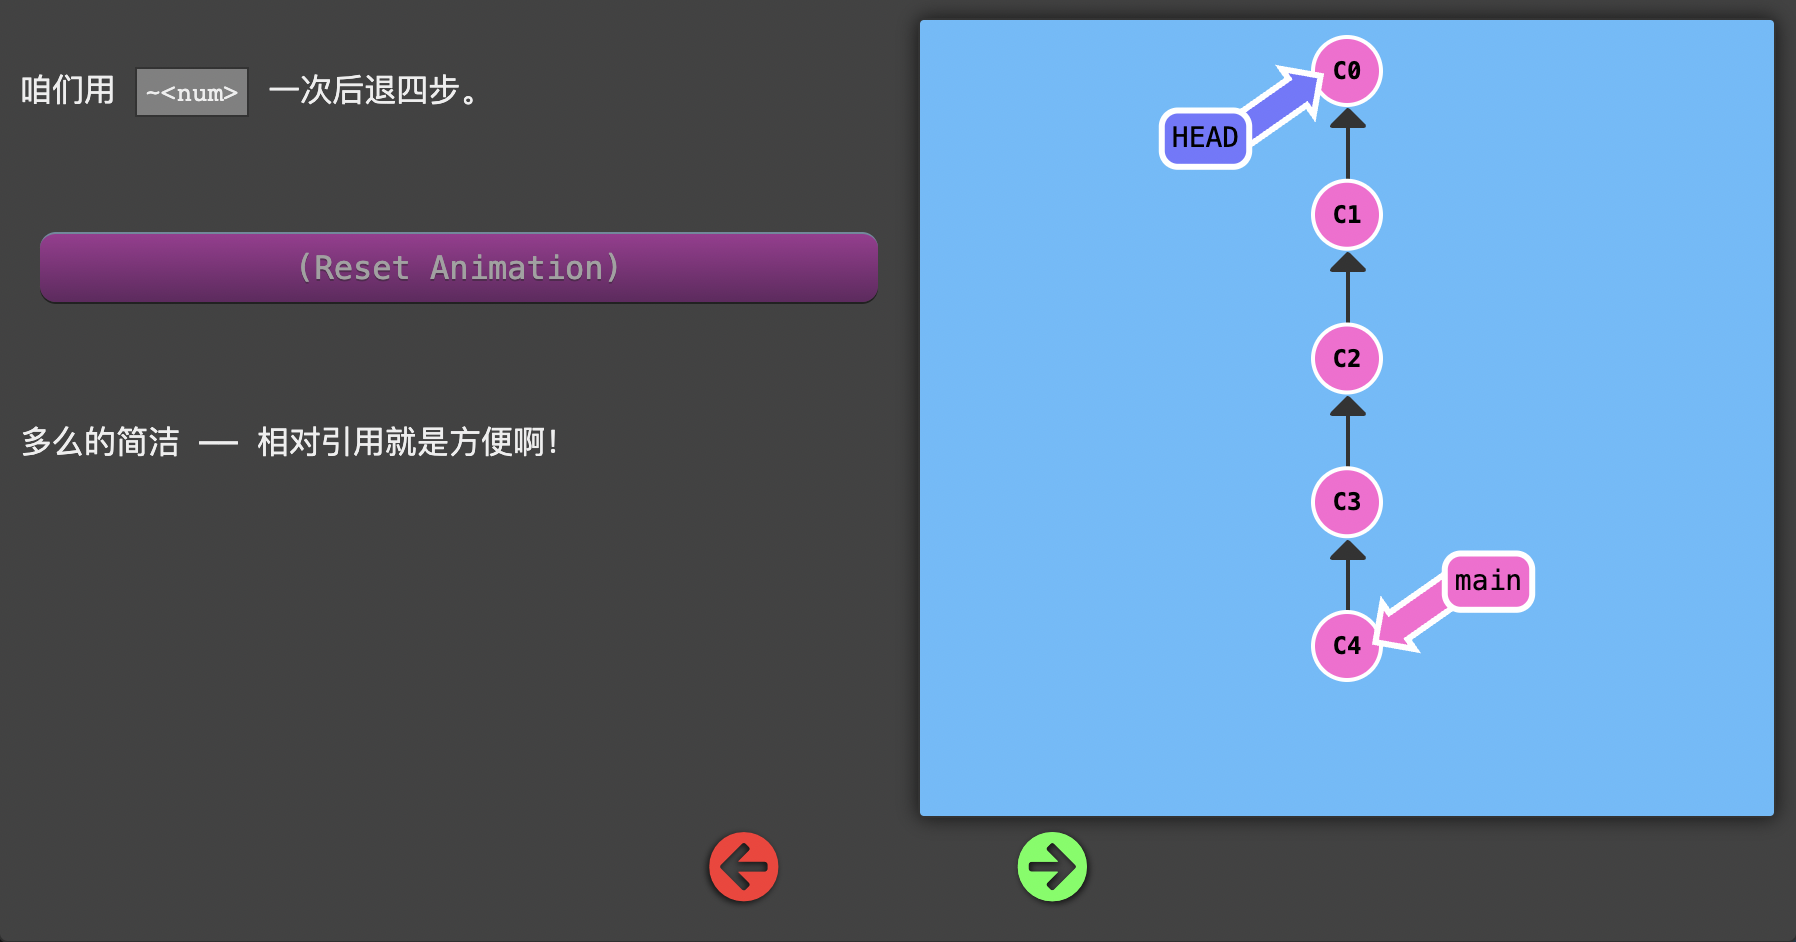 咱们用 ~<num> 一次后退四步。
(Reset Animation)
多么的简洁 —— 相对引用就是方便啊！
C0
HEAD
C1
C2
C3
main
C4